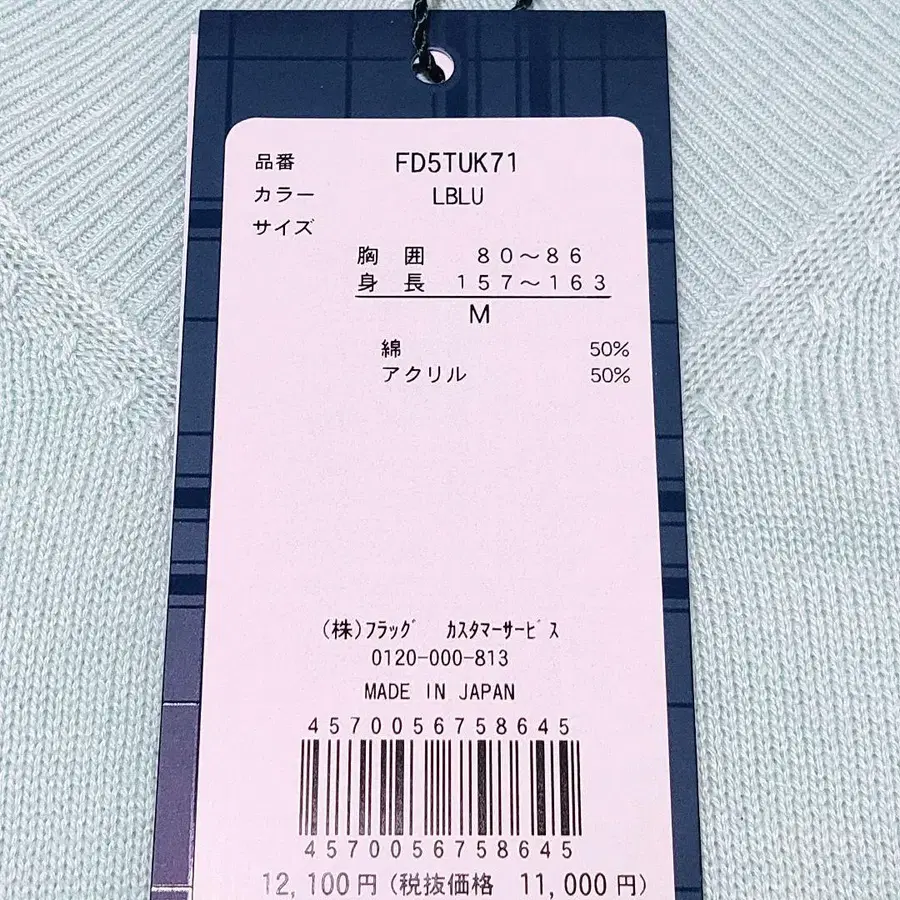 品番 FD5TUK71
カラー LBLU
サイズ
胸 囲 80～86
身 長 157～163
M
綿 50%
アクリル 50%
(株)ﾌﾗｯｸﾞ ｶｽﾀﾏｰｻｰﾋﾞｽ
0120-000-813
MADE IN JAPAN
4570056758645
4570056758645
12,100円(税抜価格 11,000円)